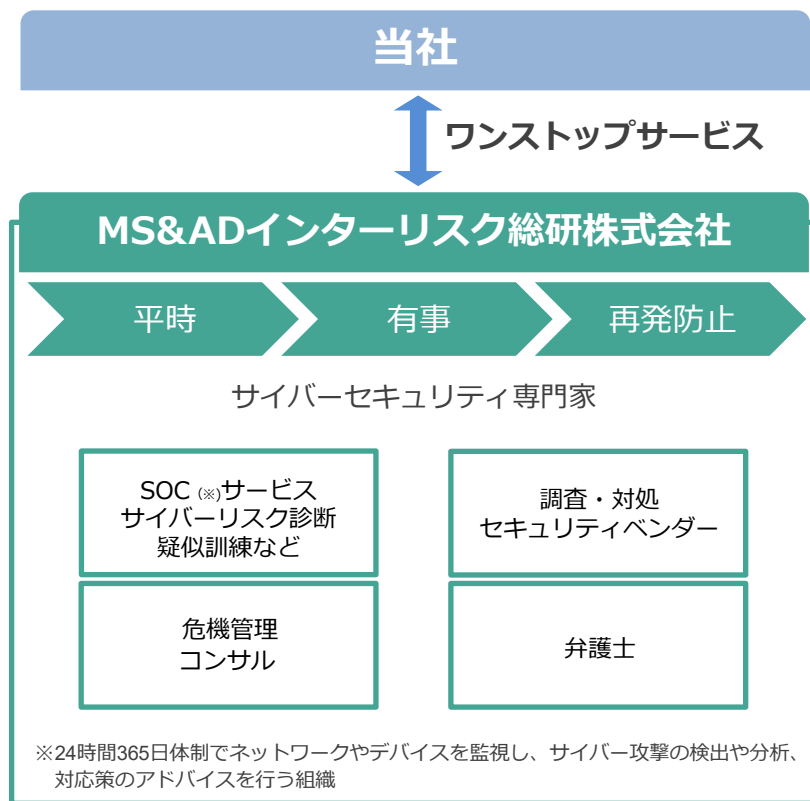 当社
ワンストップサービス
MS&ADインターリスク総研株式会社
平時
有事
再発防止
サイバーセキュリティ専門家
SOC (※)サービス
サイバーリスク診断
疑似訓練など
調査・対処
セキュリティベンダー
危機管理
コンサル
弁護士
※24時間365日体制でネットワークやデバイスを監視し、サイバー攻撃の検出や分析、
対応策のアドバイスを行う組織